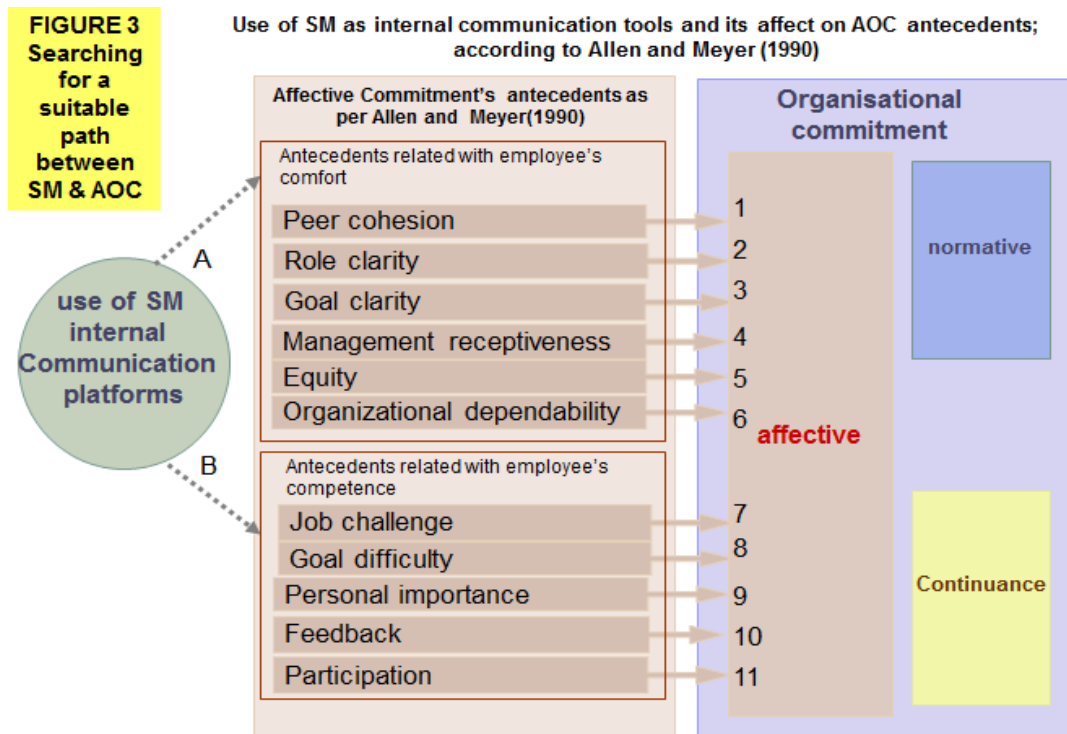 FIGURE 3
Searching
for a
suitable
path
between
SM & AOC
Use of SM as internal communication tools and its affect on AOC antecedents;
according to Allen and Meyer (1990)
Affective Commitment's antecedents as
per Allen and Meyer(1990)
Antecedents related with employee's
comfort
Peer cohesion
Role clarity
Goal clarity
Management receptiveness
Equity
Organizational dependability
Antecedents related with employee's
competence
Job challenge
Goal difficulty
Personal importance
Feedback
Participation
A
B
use of SM
internal
Communication
platforms
Organisational
commitment
1
2
3
4
5
6
affective
7
8
9
10
11
normative
Continuance